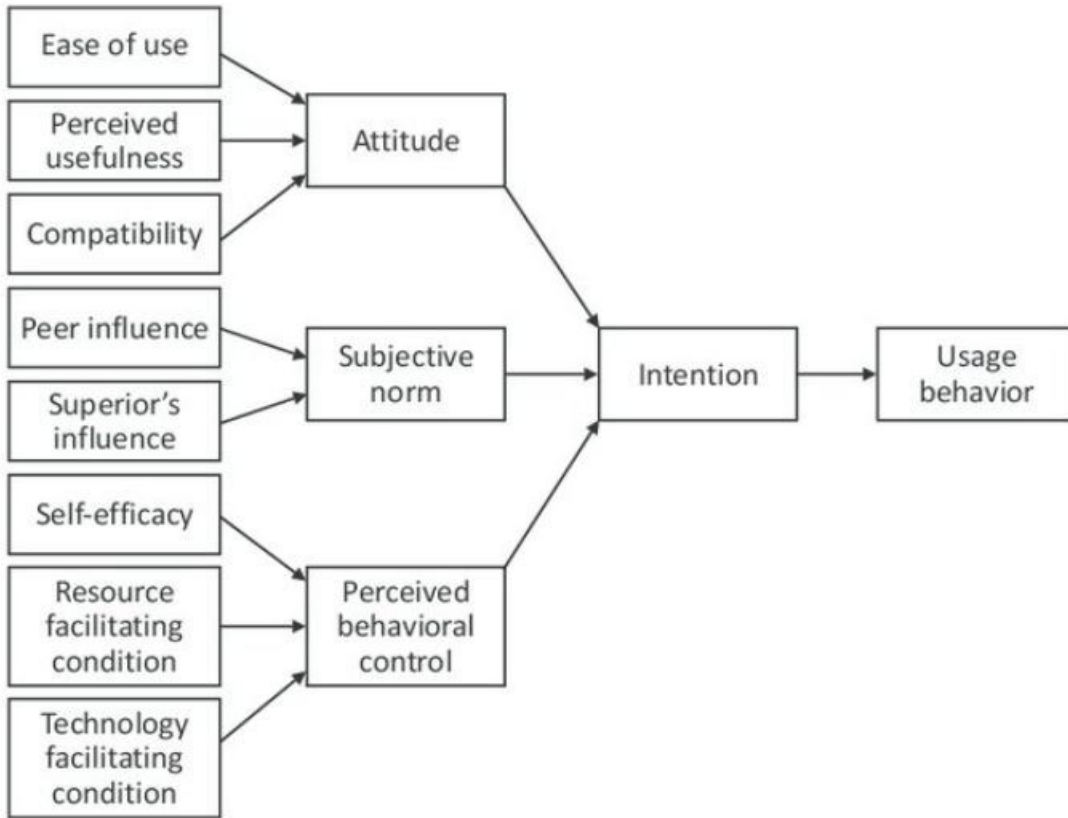 Ease of use
Perceived
usefulness
Compatibility
Peer influence
Superior’s
influence
Self-efficacy
Resource
facilitating
condition
Technology
facilitating
condition
Attitude
Subjective
norm
Perceived
behavioral
control
Intention
Usage
behavior